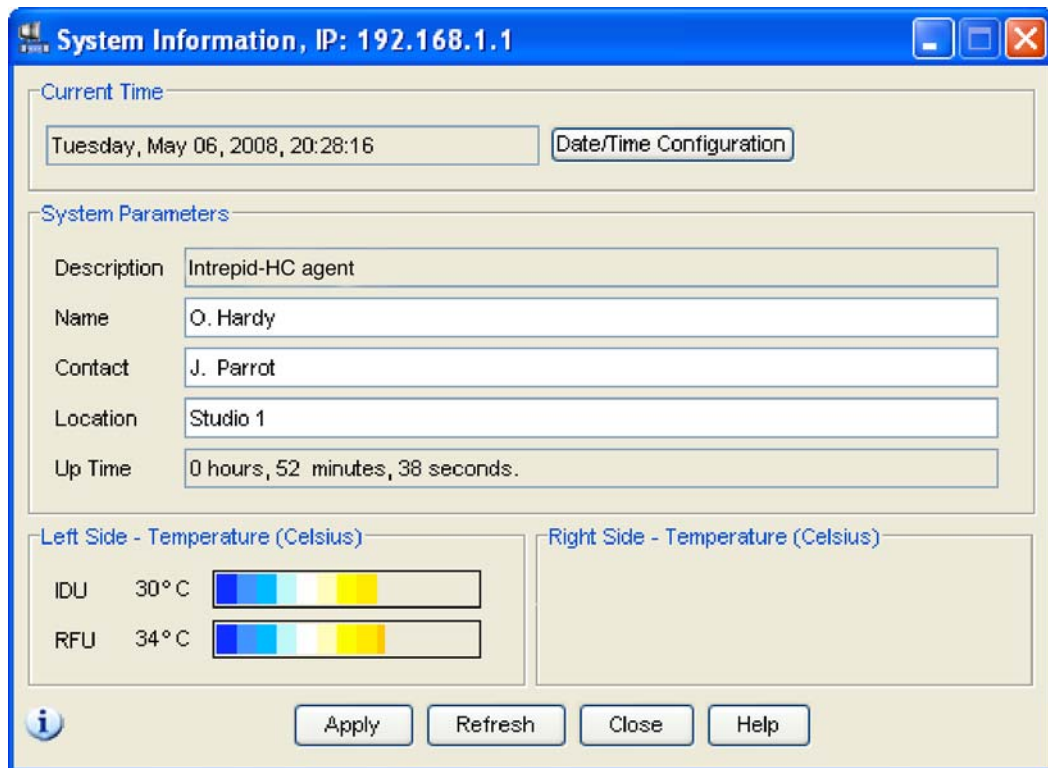 System Information, IP: 192.168.1.1
Current Time
Tuesday, May 06, 2008, 20:28:16 Date/Time Configuration
System Parameters
Description Intrepid-HC agent
Name O. Hardy
Contact J. Parrot
Location Studio 1
Up Time 0 hours, 52 minutes, 38 seconds.
Left Side - Temperature (Celsius)
IDU 30° C
RFU 34° C
Right Side - Temperature (Celsius)
Apply Refresh Close Help